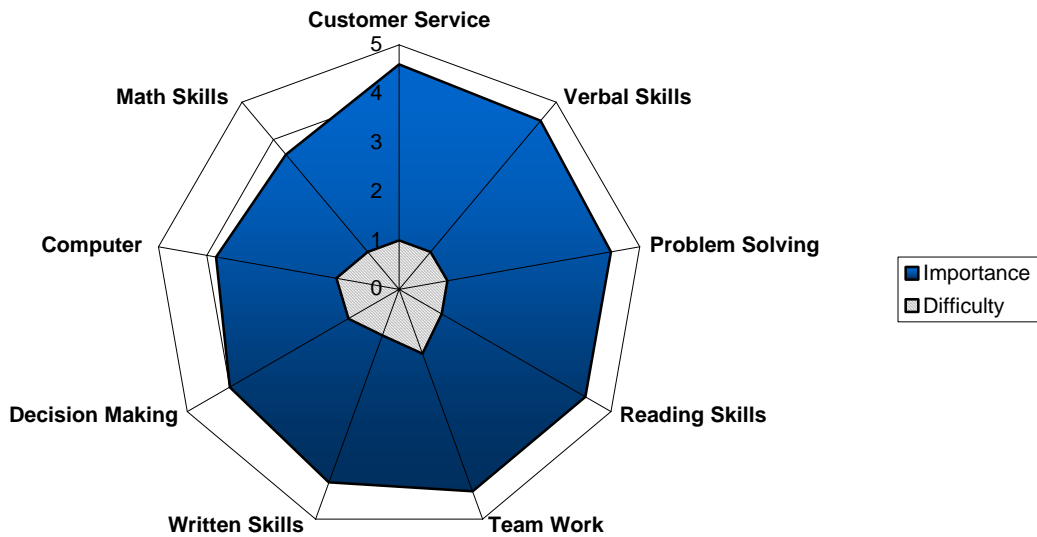 Customer Service
5
Math Skills
4
Verbal Skills
3
2
Computer
1
Problem Solving
Importance
0
Difficulty
Decision Making
Reading Skills
Written Skills
Team Work